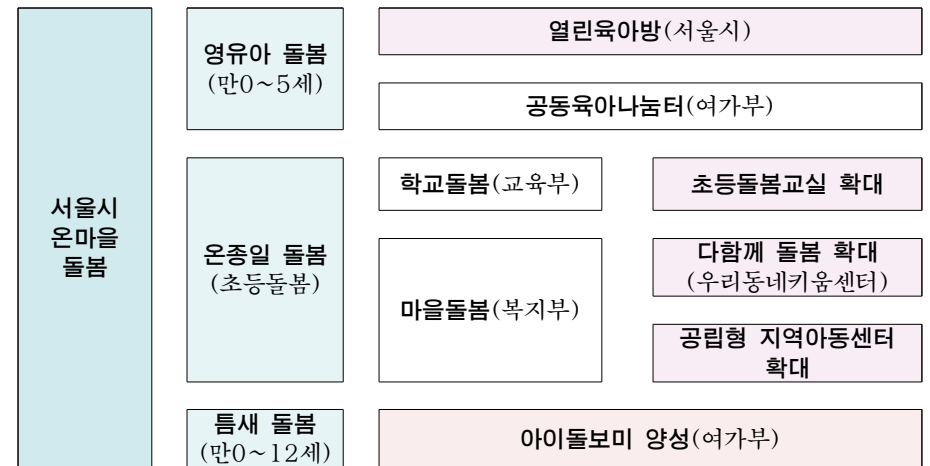 서울시
온마을
돌봄
영유아 돌봄
(만0~5세)
열린육아방(서울시)
공동육아나눔터(여가부)
온종일 돌봄
(초등돌봄)
학교돌봄(교육부)
초등돌봄교실 확대
마을돌봄(복지부)
다함께 돌봄 확대
(우리동네키움센터)
공립형 지역아동센터
확대
틈새 돌봄
(만0~12세)
아이돌보미 양성(여가부)